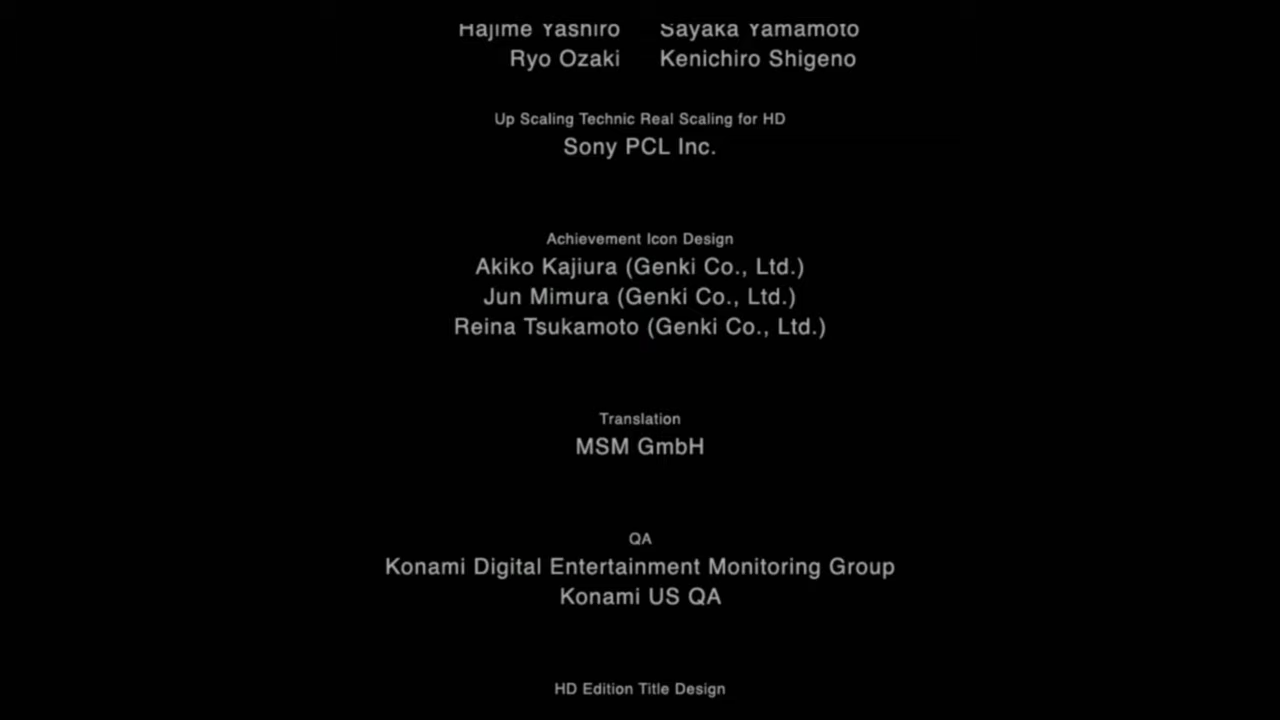 Hajime Yashiro Sayaka Yamamoto
Ryo Ozaki Kenichiro Shigeno
Up Scaling Technic Real Scaling for HD
Sony PCL Inc.
Achievement Icon Design
Akiko Kajiura (Genki Co., Ltd.)
Jun Mimura (Genki Co., Ltd.)
Reina Tsukamoto (Genki Co., Ltd.)
Translation
MSM GmbH
QA
Konami Digital Entertainment Monitoring Group
Konami US QA
HD Edition Title Design